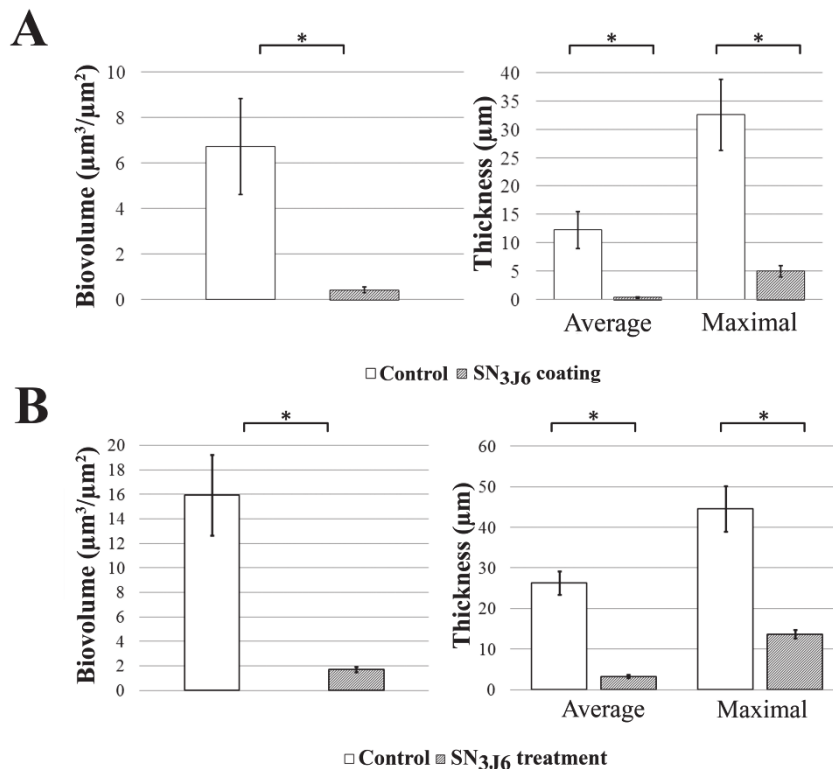 A
* * *
Biovolume (μm³/μm²)
10
8
6
4
2
0
Thickness (μm)
40
35
30
25
20
15
10
5
0
Average Maximal
Control SN3J6 coating
B
* * *
Biovolume (μm³/μm²)
20
18
16
14
12
10
8
6
4
2
0
Thickness (μm)
60
50
40
30
20
10
0
Average Maximal
Control SN3J6 treatment